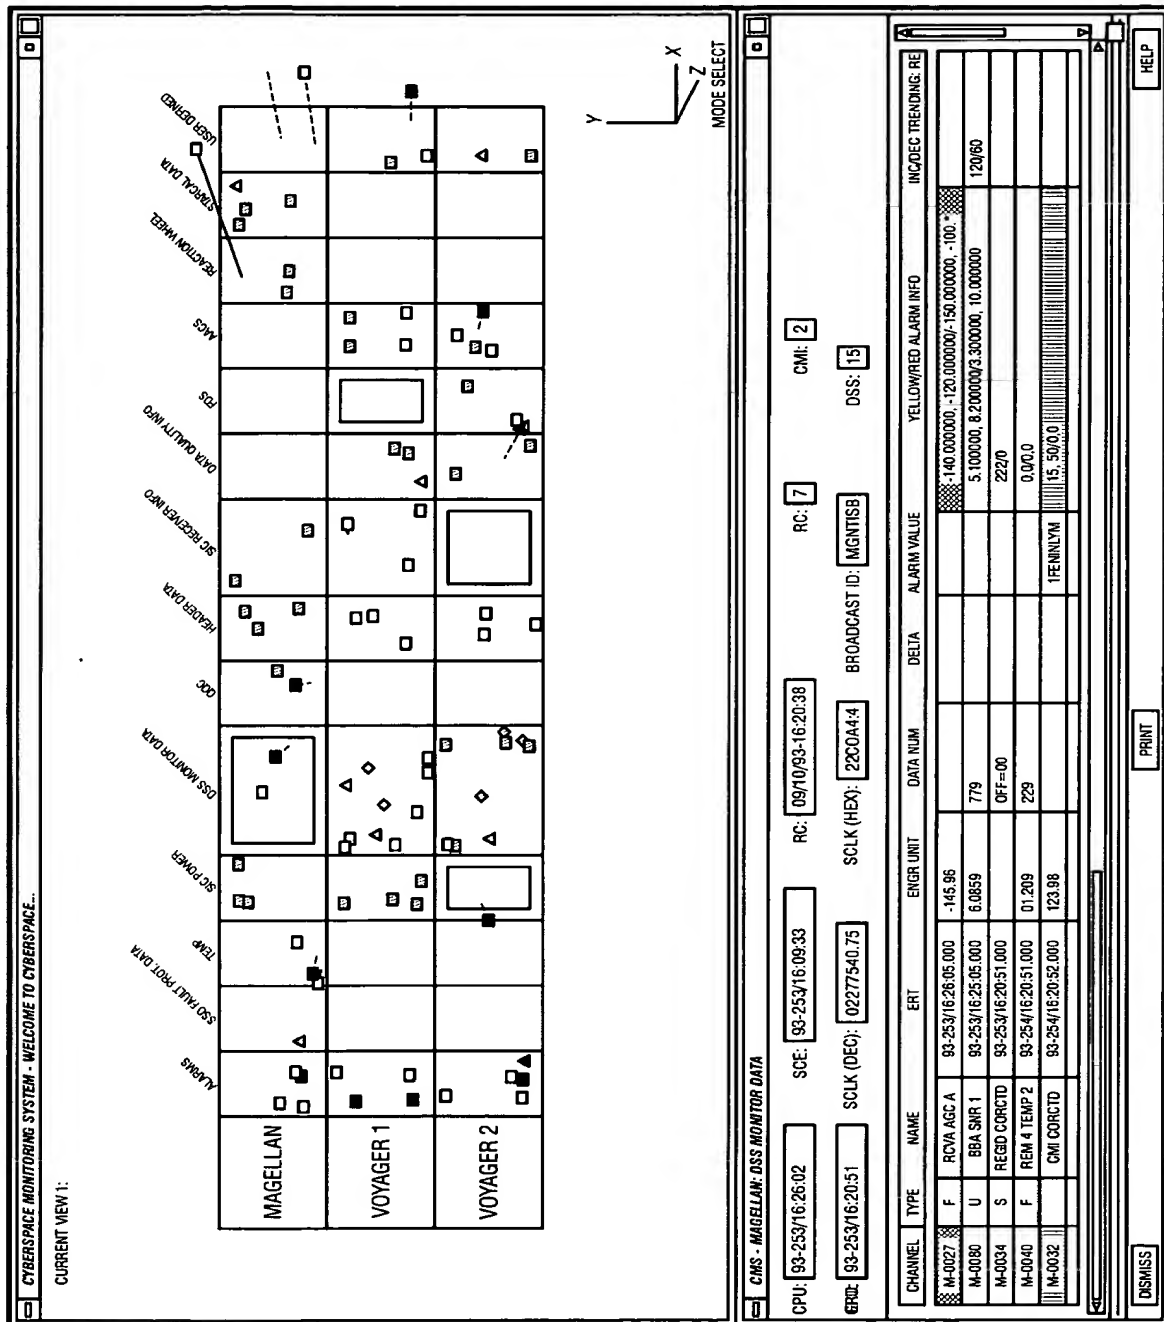 CYBERSPACE MONITORING SYSTEM - WELCOME TO CYBERSPACE...
CURRENT VIEW 1:
ALARMS
SSO FAULT PROT. DATA
TEMP
SIC POWER
DSS MONITOR DATA
QQC
HEADER DATA
SIC RECEIVER INFO
DATA QUALITY INFO
FDS
AACS
REACTION WHEEL
STARCAL DATA
USER DEFINED
MAGELLAN
VOYAGER 1
VOYAGER 2
Y
X
Z
MODE SELECT
CMS - MAGELLAN: DSS MONITOR DATA
CPU: 93-253/16:26:02 SCE: 93-253/16:09:33 RC: 09/10/93-16:20:38 RC: 7 CMI: 2
GRID: 93-253/16:20:51 SCLK (DEC): 02277540.75 SCLK (HEX): 22C0A4:4 BROADCAST ID: MGNTISB DSS: 15
CHANNEL TYPE NAME ERT ENGR UNIT DATA NUM DELTA ALARM VALUE YELLOW/RED ALARM INFO INC/DEC TRENDING: RE
M-0027 F RCVA AGC A 93-253/16:26:05.000 -145.96 -140.000000, -120.000000/-150.000000, -100.*
M-0080 U BBA SNR 1 93-253/16:25:05.000 6.0859 779 5.100000, 8.200000/3.300000, 10.000000 120/60
M-0034 S REGID CORCTD 93-253/16:20:51.000 OFF=00 222/0
M-0040 F REM 4 TEMP 2 93-254/16:20:51.000 01.209 229 0.0/0.0
M-0032 CMI CORCTD 93-254/16:20:52.000 123.98 1FENINLYM 15, 50/0.0
DISMISS PRINT HELP